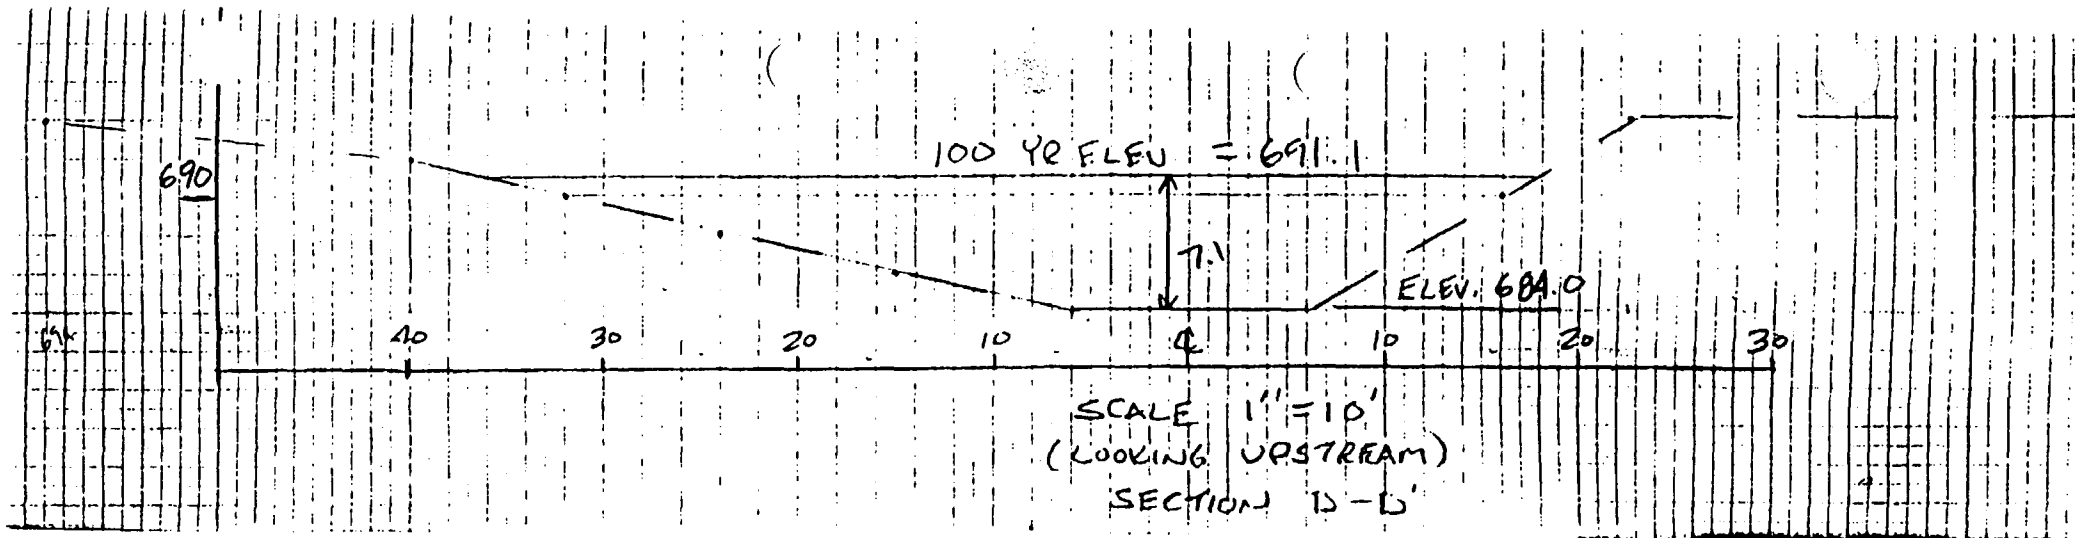 100 YR ELEV = 691.1
690
7.1
ELEV. 684.0
40 30 20 10 ℄ 10 20 30
SCALE 1"=10'
(LOOKING UPSTREAM)
SECTION D-D'